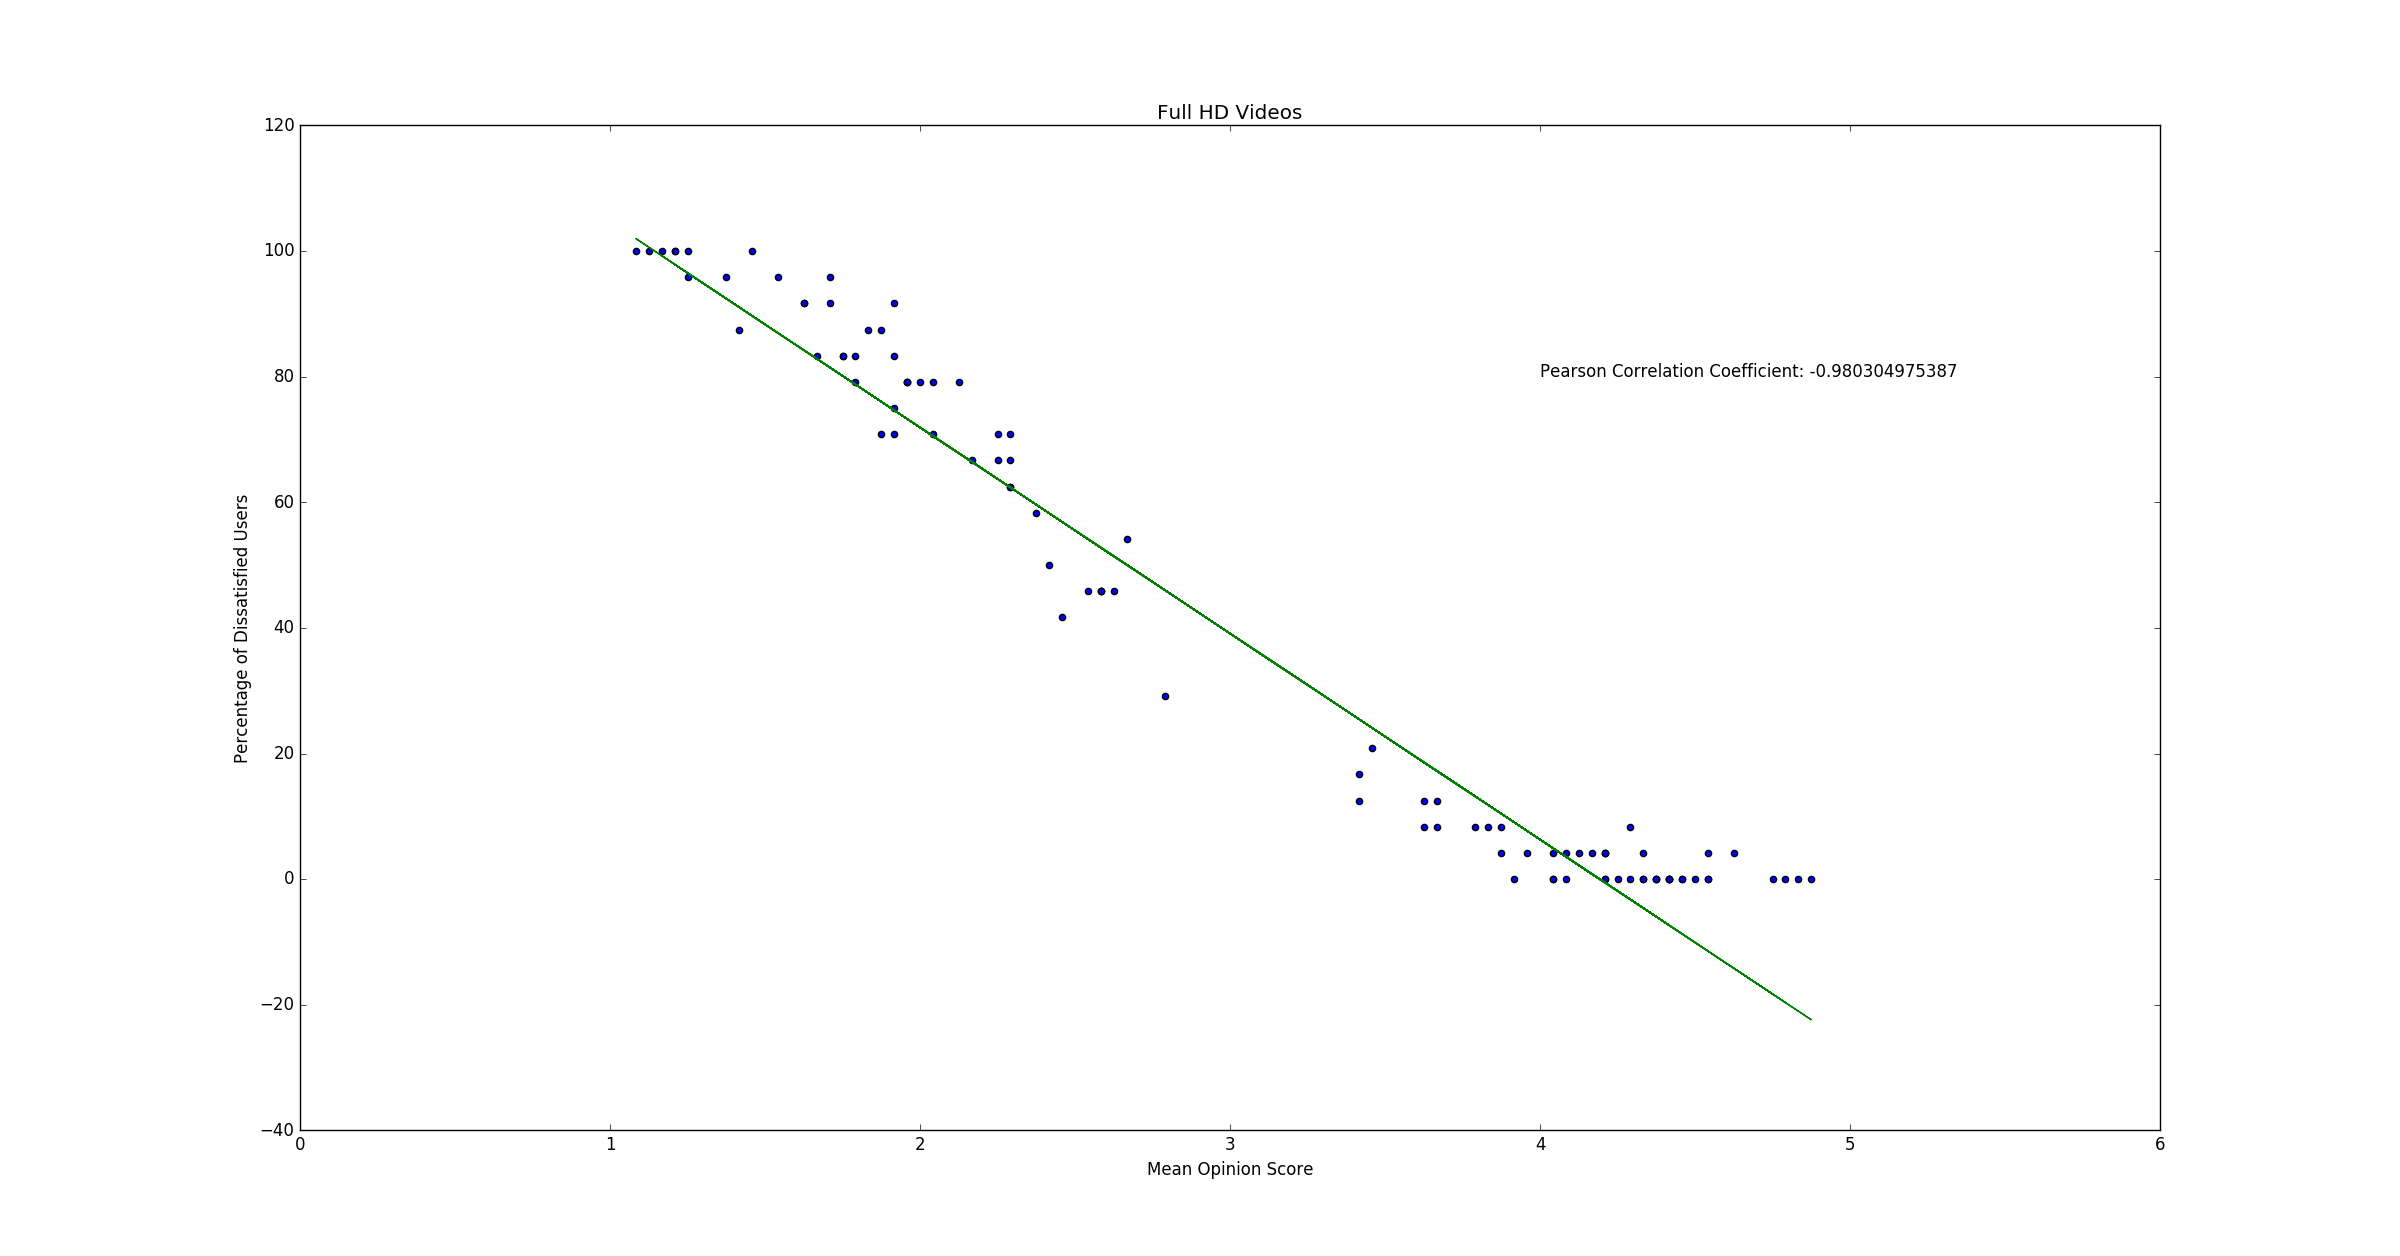 Full HD Videos
120
100
80
60
40
20
0
−20
−40
Percentage of Dissatisfied Users
Pearson Correlation Coefficient: -0.980304975387
0 1 2 3 4 5 6
Mean Opinion Score